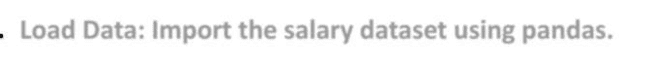 . Load Data: Import the salary dataset using pandas.